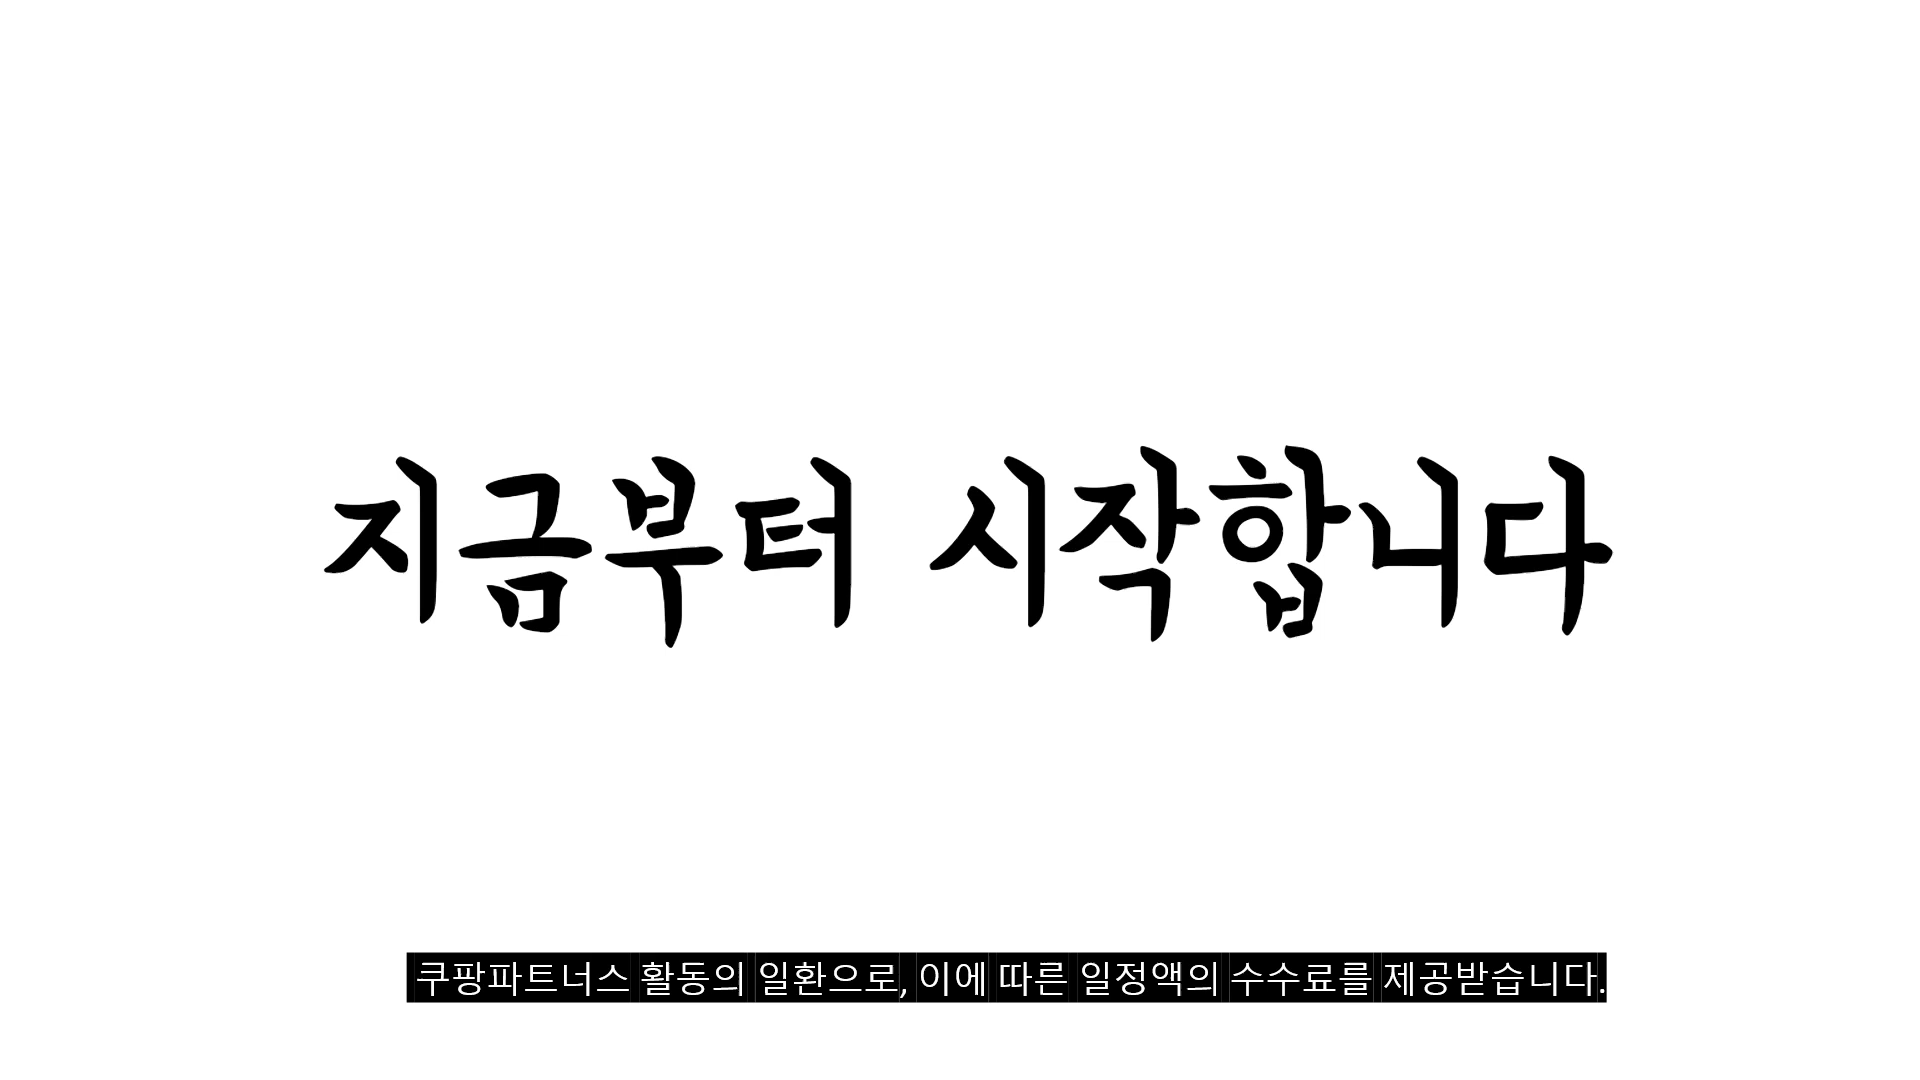 지금부터 시작합니다
쿠팡파트너스 활동의 일환으로, 이에 따른 일정액의 수수료를 제공받습니다.